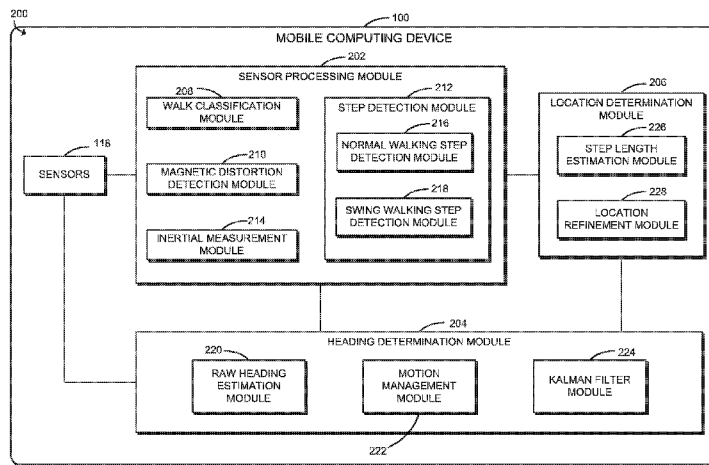 200
100
MOBILE COMPUTING DEVICE
202
SENSOR PROCESSING MODULE
208
WALK CLASSIFICATION
MODULE
210
MAGNETIC DISTORTION
DETECTION MODULE
214
INERTIAL MEASUREMENT
MODULE
212
STEP DETECTION MODULE
216
NORMAL WALKING STEP
DETECTION MODULE
218
SWING WALKING STEP
DETECTION MODULE
206
LOCATION DETERMINATION
MODULE
226
STEP LENGTH
ESTIMATION MODULE
228
LOCATION
REFINEMENT MODULE
116
SENSORS
204
HEADING DETERMINATION MODULE
220
RAW HEADING
ESTIMATION
MODULE
MOTION
MANAGEMENT
MODULE
222
224
KALMAN FILTER
MODULE